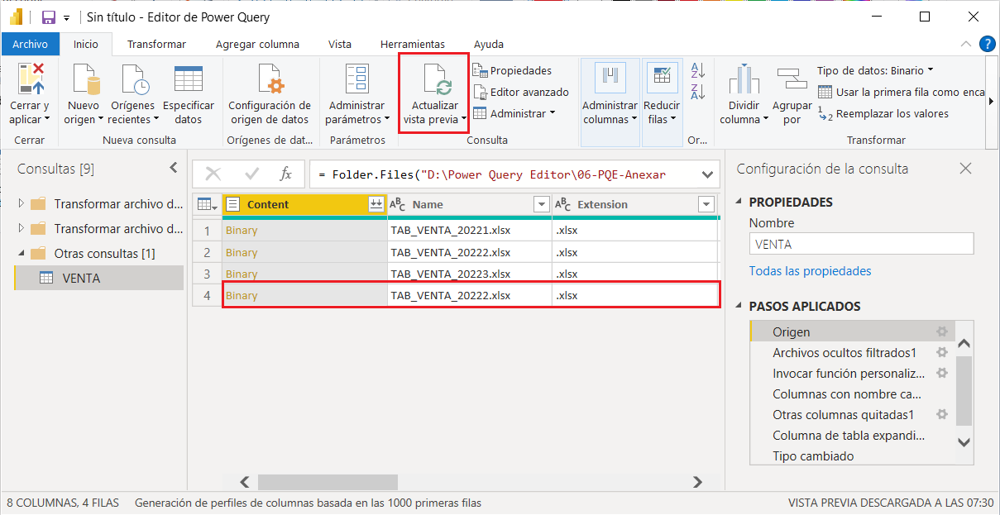 Sin título - Editor de Power Query
Archivo Inicio Transformar Agregar columna Vista Herramientas Ayuda
Cerrar y aplicar
Cerrar
Nuevo origen
Orígenes recientes
Especificar datos
Nueva consulta
Configuración de origen de datos
Orígenes de dat...
Administrar parámetros
Parámetros
Actualizar vista previa
Propiedades
Editor avanzado
Administrar
Consulta
Administrar columnas
Reducir filas
Or...
Dividir columna
Agrupar por
Tipo de datos: Binario
Usar la primera fila como enca
Reemplazar los valores
Transformar
Consultas [9]
Transformar archivo d...
Transformar archivo d...
Otras consultas [1]
VENTA
fx
= Folder.Files("D:\Power Query Editor\06-PQE-Anexar
Content Name Extension
1 Binary TAB_VENTA_20221.xlsx .xlsx
2 Binary TAB_VENTA_20222.xlsx .xlsx
3 Binary TAB_VENTA_20223.xlsx .xlsx
4 Binary TAB_VENTA_20222.xlsx .xlsx
Configuración de la consulta
PROPIEDADES
Nombre
VENTA
Todas las propiedades
PASOS APLICADOS
Origen
Archivos ocultos filtrados1
Invocar función personaliz...
Columnas con nombre ca...
Otras columnas quitadas1
Columna de tabla expandi...
Tipo cambiado
8 COLUMNAS, 4 FILAS Generación de perfiles de columnas basada en las 1000 primeras filas VISTA PREVIA DESCARGADA A LAS 07:30